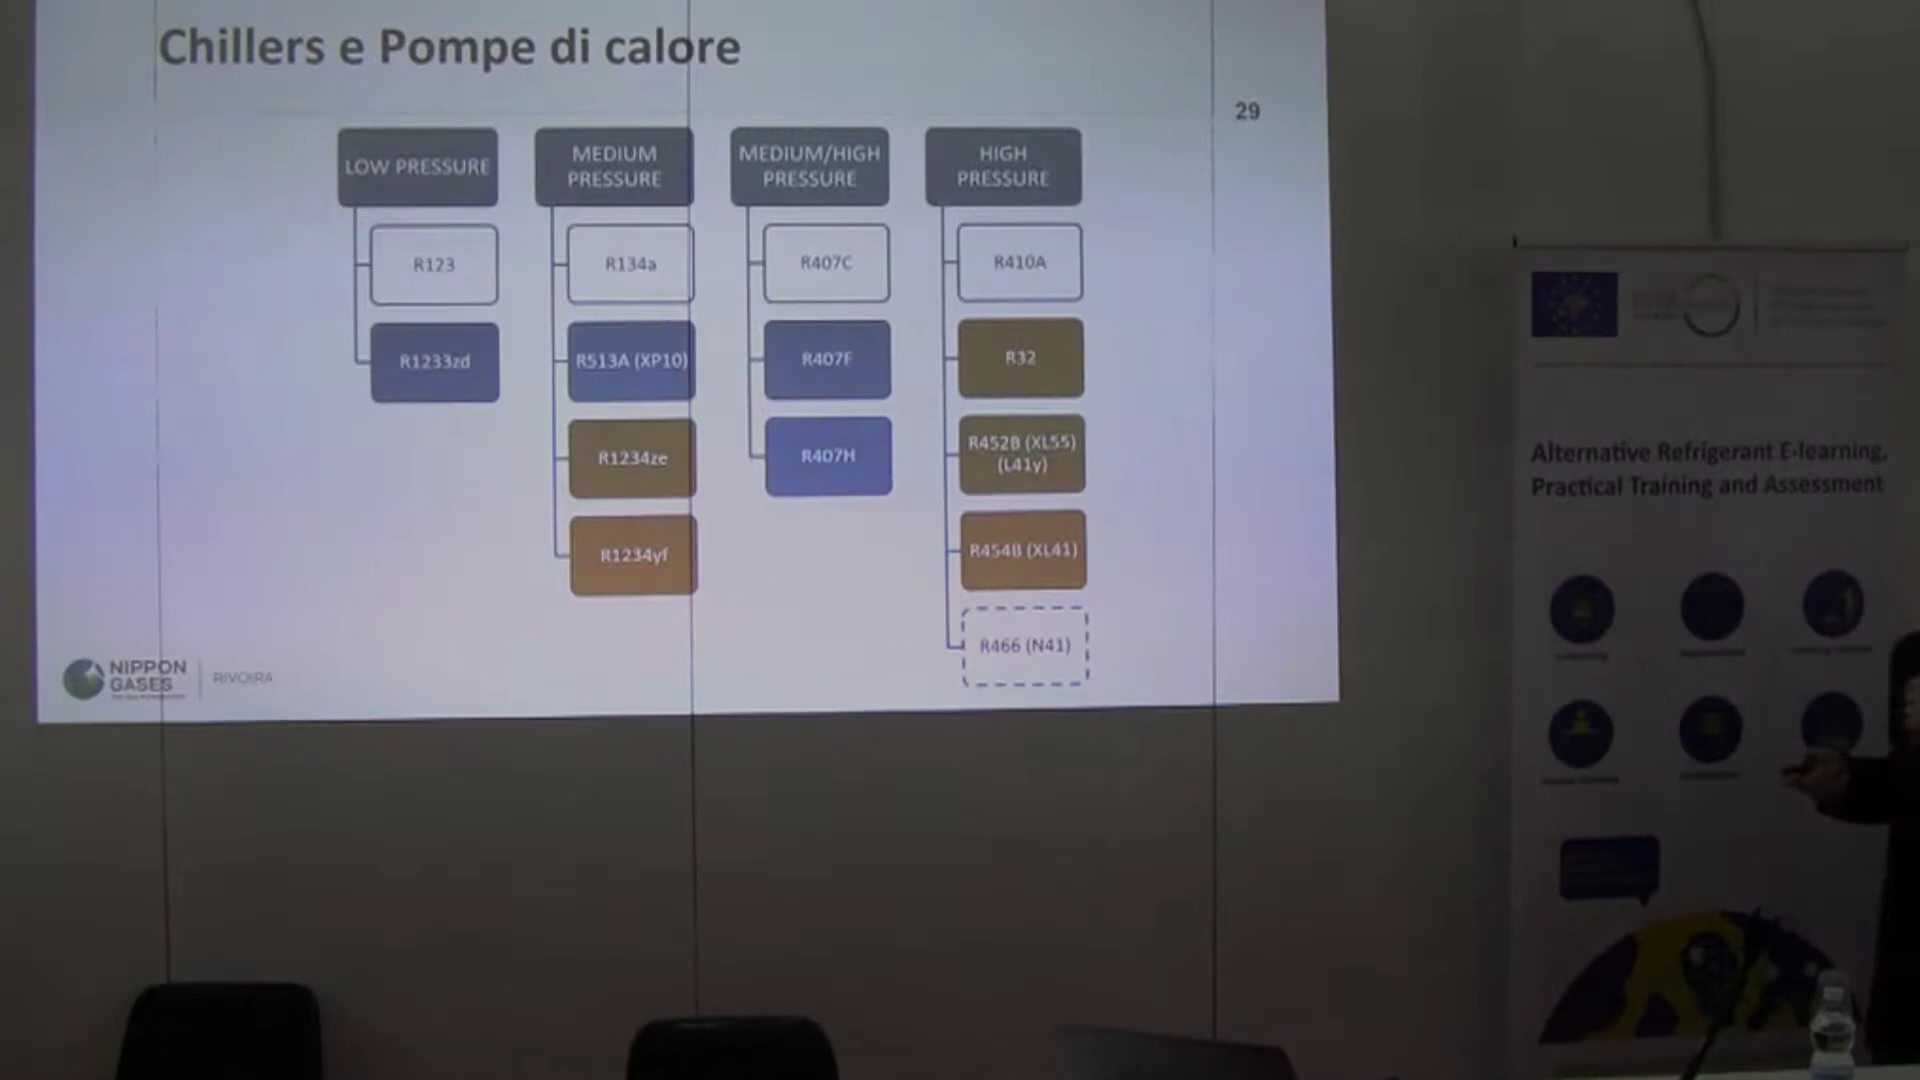 Chillers e Pompe di calore
29
LOW PRESSURE
R123
R1233zd
MEDIUM
PRESSURE
R134a
R513A (XP10)
R1234ze
R1234yf
MEDIUM/HIGH
PRESSURE
R407C
R407F
R407H
HIGH
PRESSURE
R410A
R32
R452B (XL55)
(L41y)
R454B (XL41)
R466 (N41)
NIPPON
GASES
RIVOIRA
Alternative Refrigerant E-learning,
Practical Training and Assessment